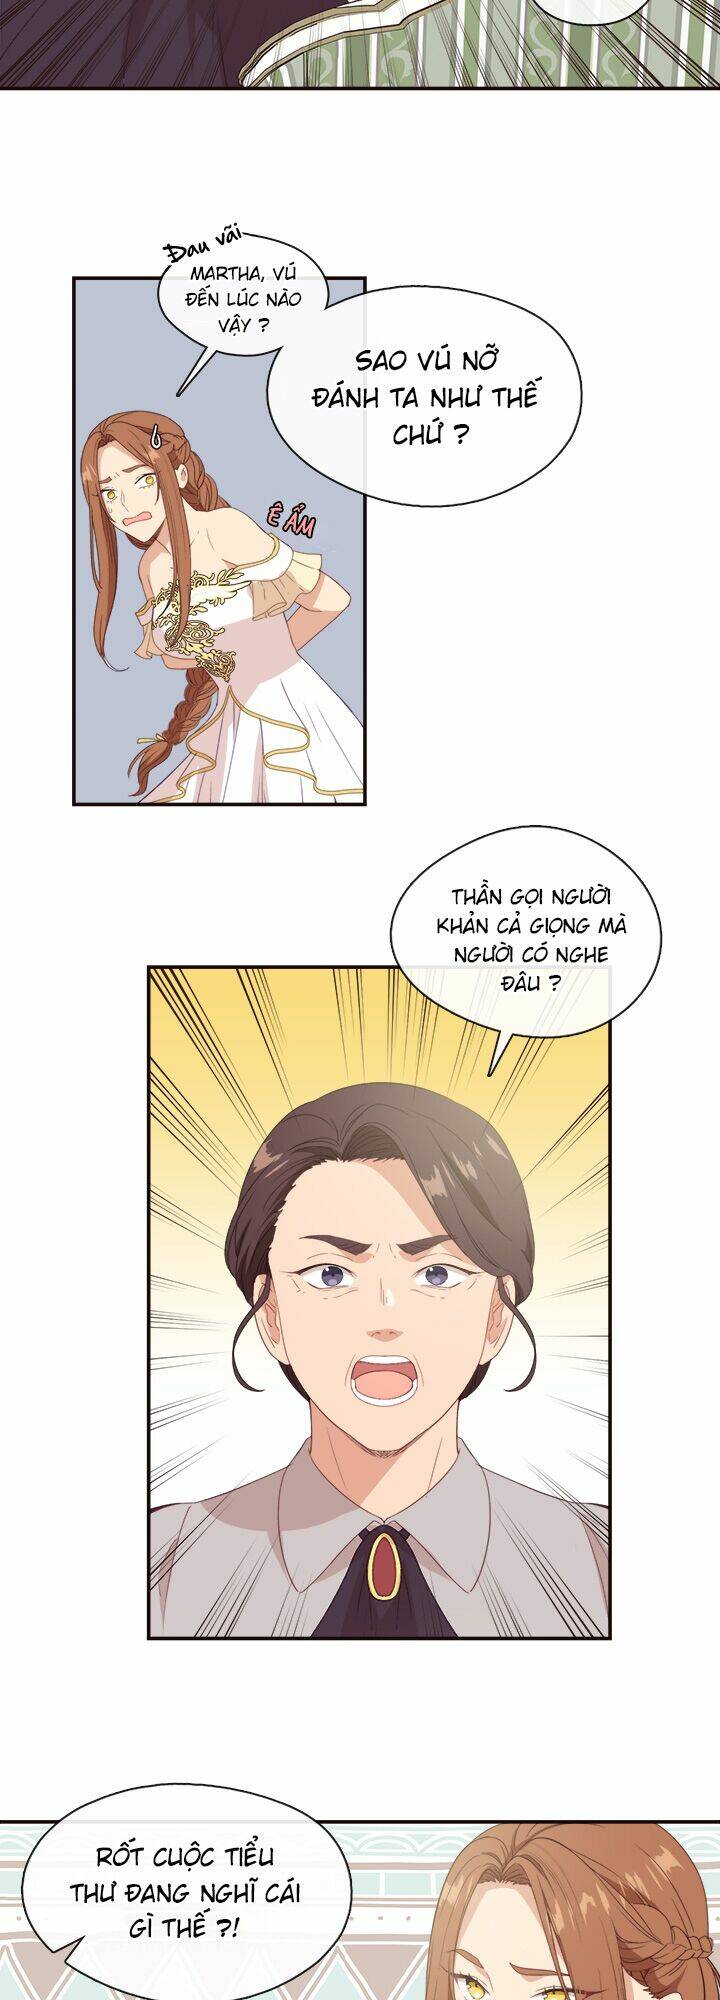 Đau vãi
MARTHA, VÚ
ĐẾN LÚC NÀO
VẬY ?
SAO VÚ NỠ
ĐÁNH TA NHƯ THẾ
CHỨ ?
Ê ẨM
THẦN GỌI NGƯỜI
KHẢN CẢ GIỌNG MÀ
NGƯỜI CÓ NGHE
ĐÂU ?
RỐT CUỘC TIỂU
THƯ ĐANG NGHĨ CÁI
GÌ THẾ ?!